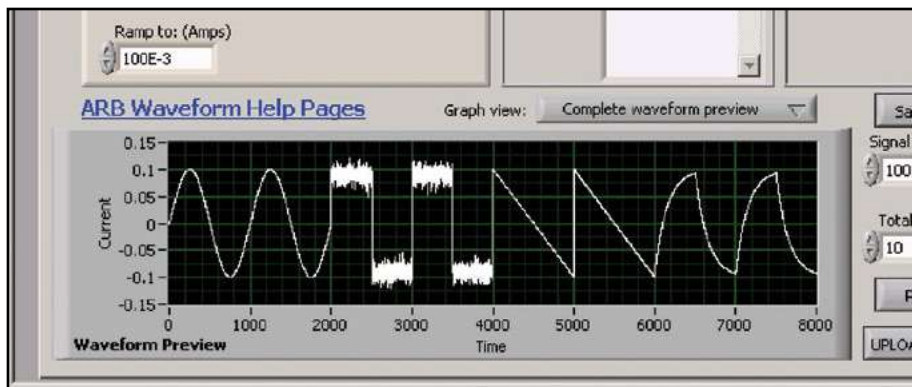 Ramp to: (Amps)
100E-3
ARB Waveform Help Pages
Graph view:
Complete waveform preview
Signal
100
Total
10
0.15
0.1
0.05
0
-0.05
-0.1
-0.15
Current
0 1000 2000 3000 4000 5000 6000 7000 8000
Waveform Preview
Time